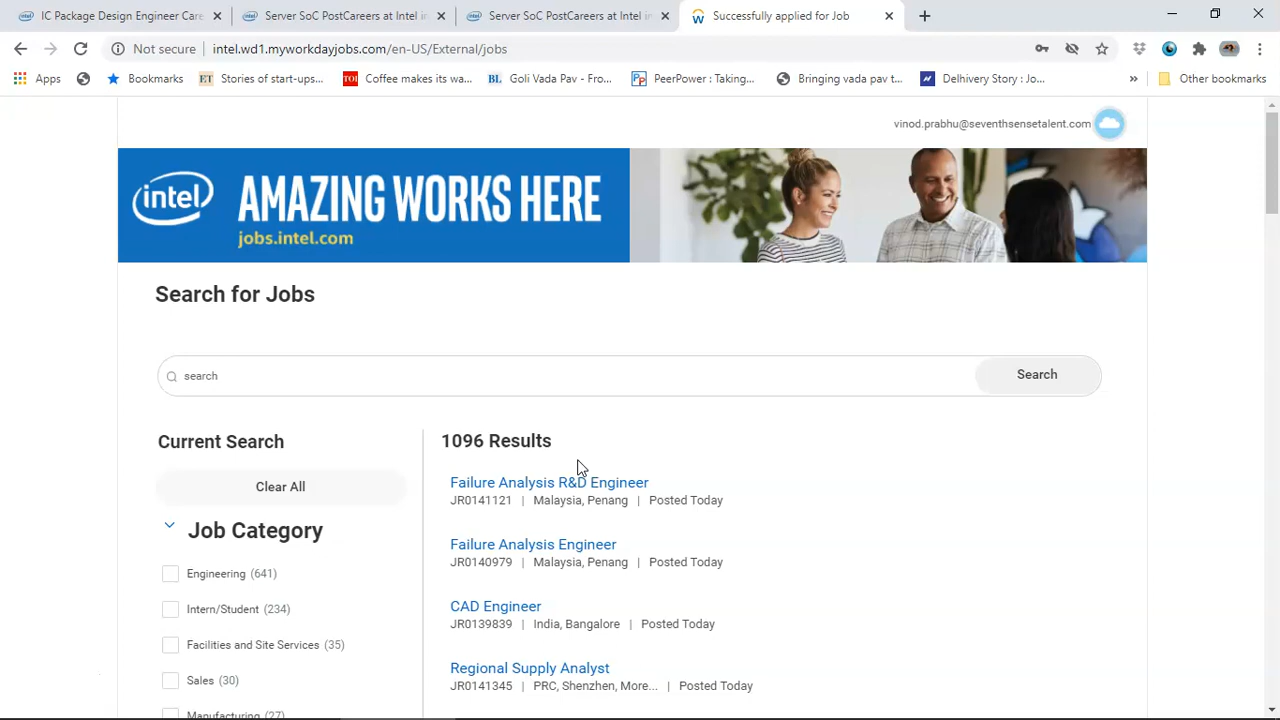 IC Package Design Engineer Care
Server SoC PostCareers at Intel in
Server SoC PostCareers at Intel in
Successfully applied for Job
Not secure
intel.wd1.myworkdayjobs.com/en-US/External/jobs
Apps
Bookmarks
ET Stories of start-ups...
TOI Coffee makes its wa...
BL Goli Vada Pav - Fro...
PP PeerPower : Taking...
Bringing vada pav t...
Delhivery Story : Jo...
»
Other bookmarks
vinod.prabhu@seventhsensetalent.com
intel
AMAZING WORKS HERE
jobs.intel.com
Search for Jobs
search
Search
Current Search
1096 Results
Clear All
Failure Analysis R&D Engineer
JR0141121 | Malaysia, Penang | Posted Today
Job Category
Failure Analysis Engineer
JR0140979 | Malaysia, Penang | Posted Today
Engineering (641)
CAD Engineer
Intern/Student (234)
JR0139839 | India, Bangalore | Posted Today
Facilities and Site Services (35)
Regional Supply Analyst
Sales (30)
JR0141345 | PRC, Shenzhen, More... | Posted Today
Manufacturing (27)